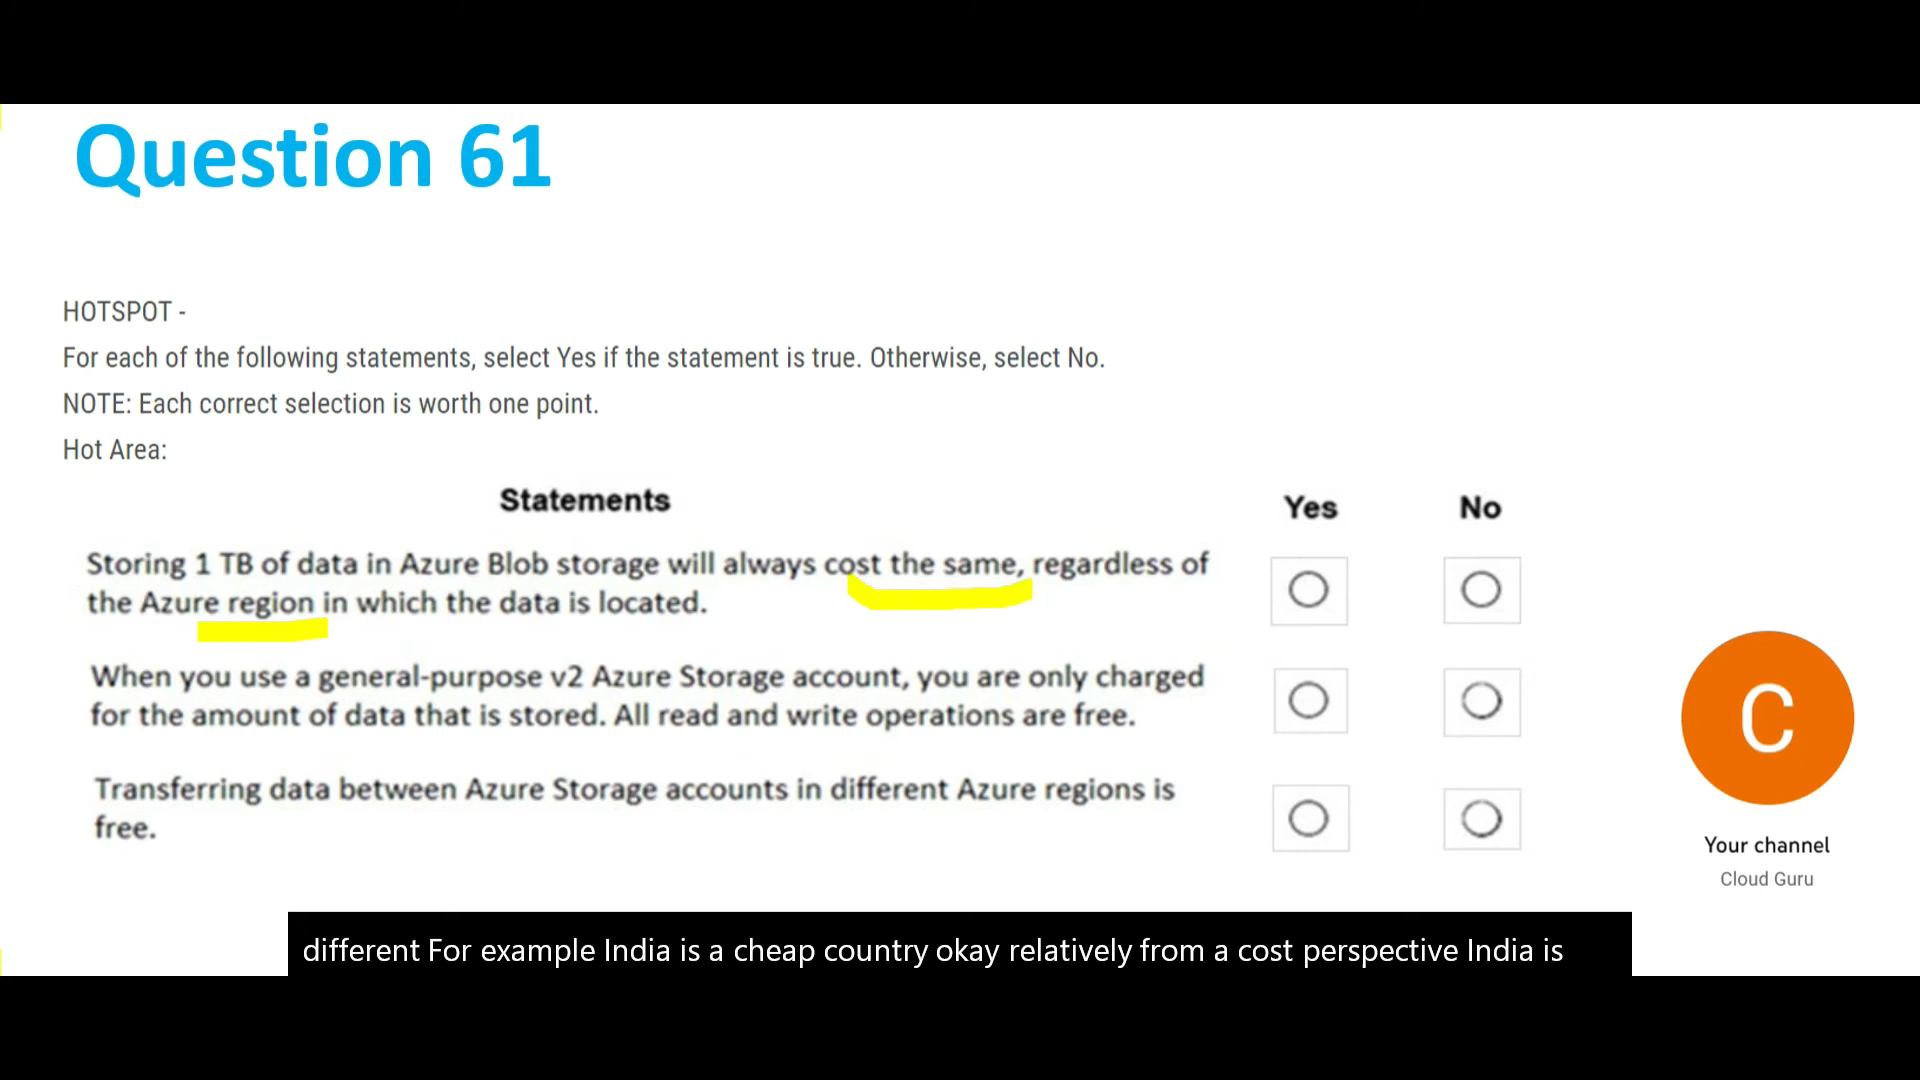 Question 61
HOTSPOT -
For each of the following statements, select Yes if the statement is true. Otherwise, select No.
NOTE: Each correct selection is worth one point.
Hot Area:
Statements Yes No
Storing 1 TB of data in Azure Blob storage will always cost the same, regardless of
the Azure region in which the data is located.
When you use a general-purpose v2 Azure Storage account, you are only charged
for the amount of data that is stored. All read and write operations are free.
Transferring data between Azure Storage accounts in different Azure regions is
free.
C
Your channel
Cloud Guru
different For example India is a cheap country okay relatively from a cost perspective India is